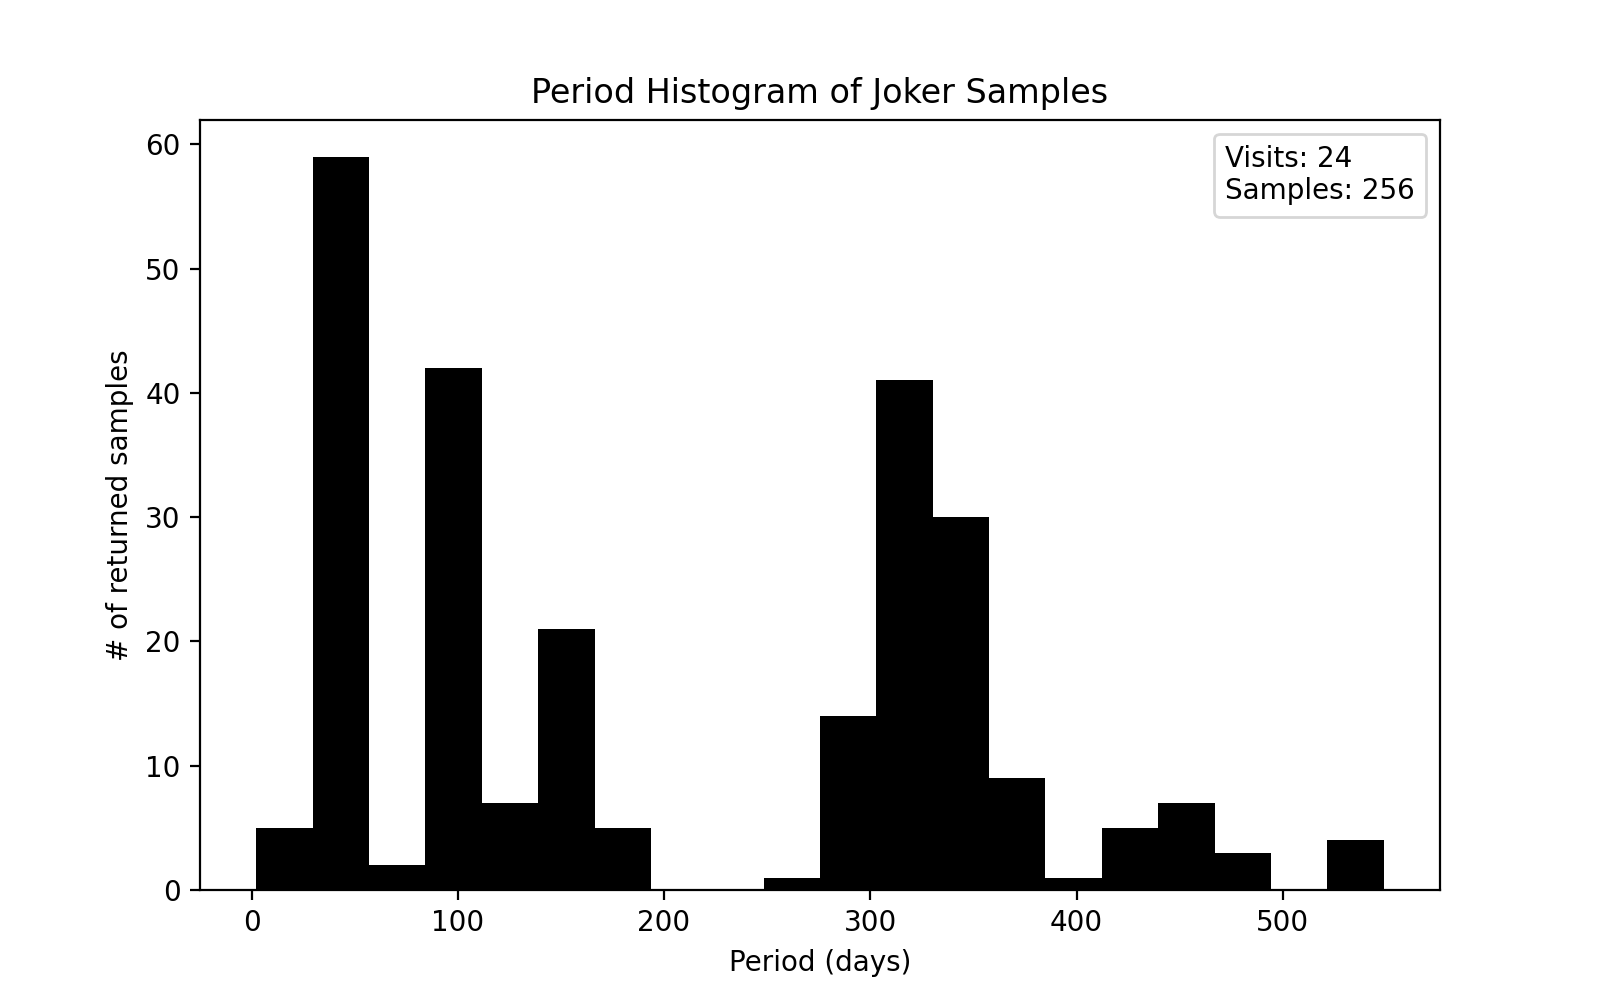 Period Histogram of Joker Samples
Visits: 24
Samples: 256
# of returned samples
60
50
40
30
20
10
0
0 100 200 300 400 500
Period (days)